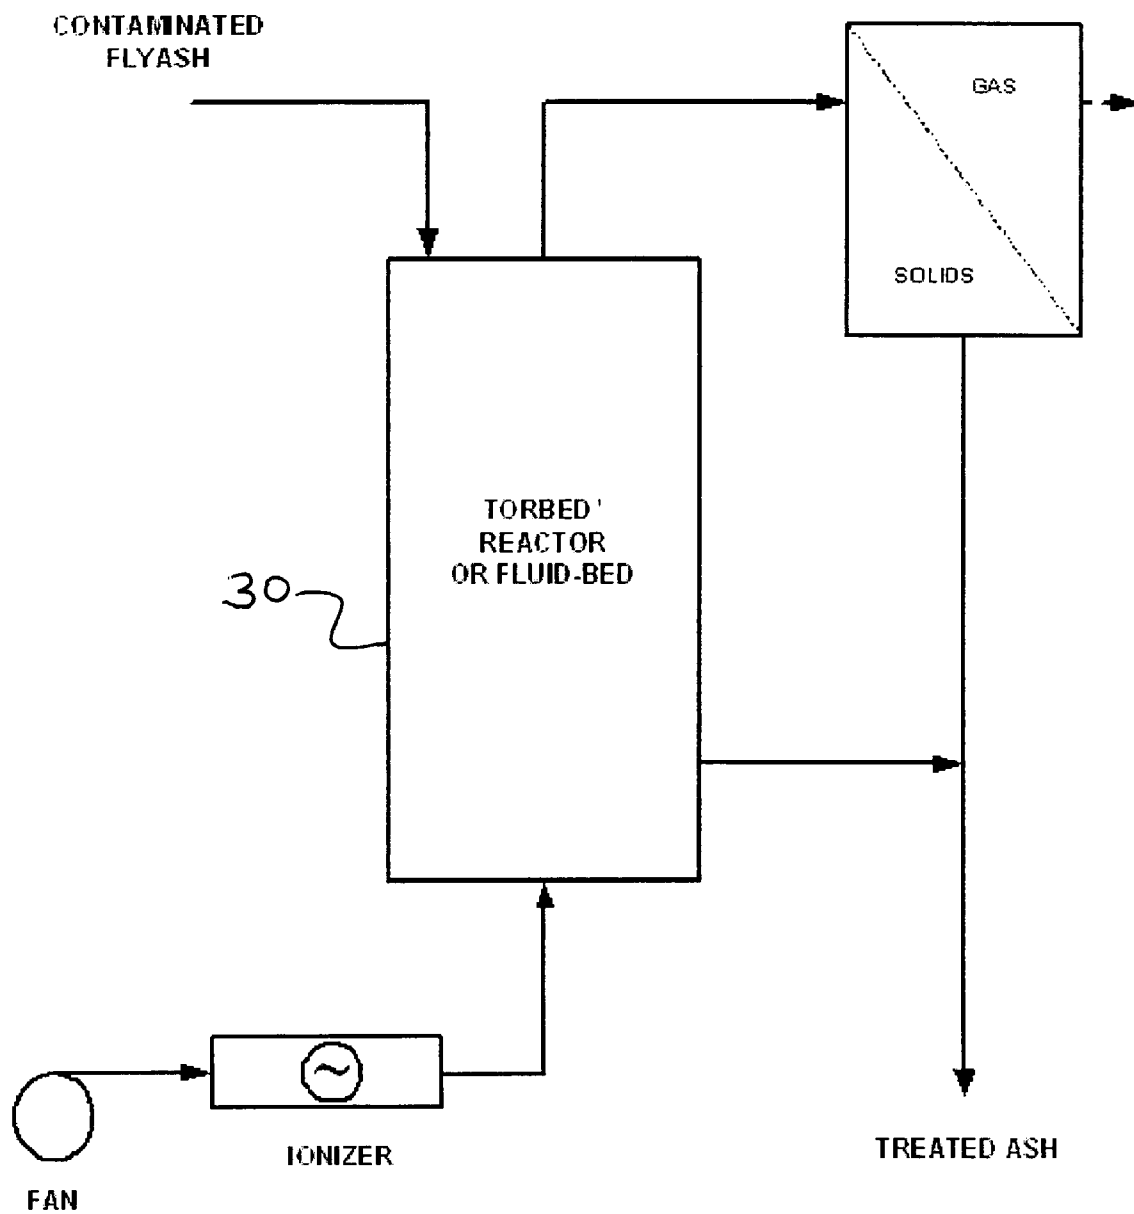 CONTAMINATED
FLYASH
GAS
SOLIDS
TORBED'
REACTOR
OR FLUID-BED
30
~
IONIZER
FAN
TREATED ASH